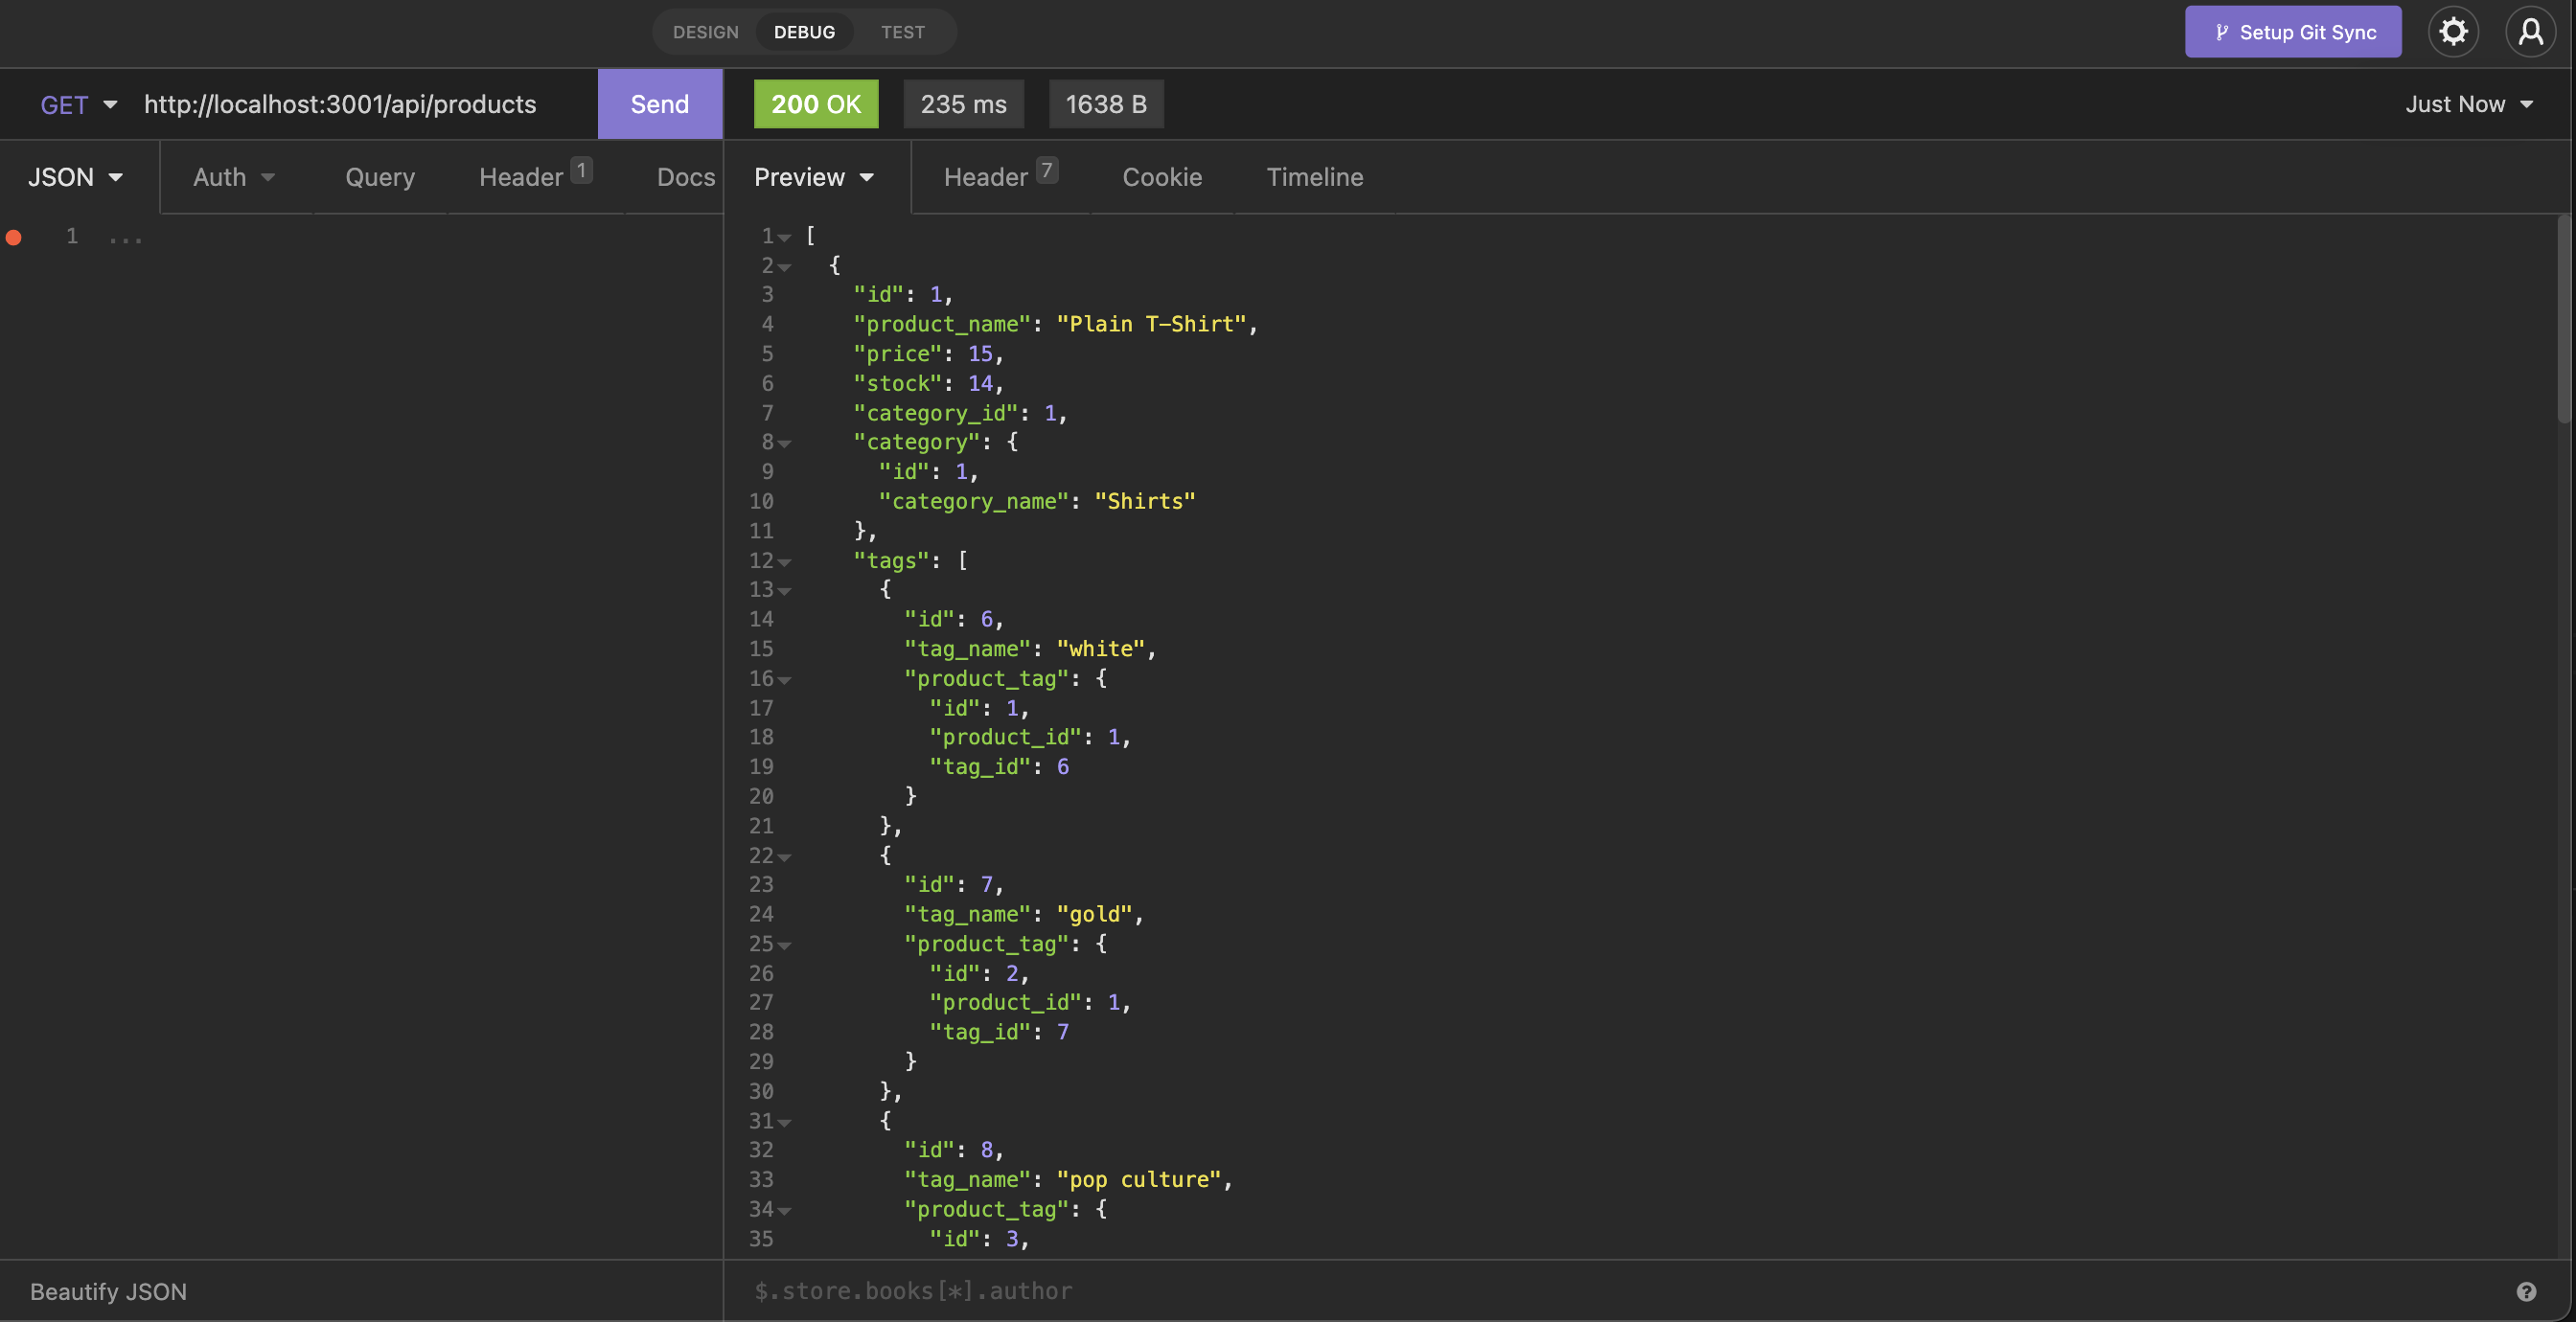 DESIGN DEBUG TEST
Setup Git Sync
GET http://localhost:3001/api/products Send
200 OK 235 ms 1638 B Just Now
JSON Auth Query Header 1 Docs
Preview Header 7 Cookie Timeline
1 ...
1 [
2 {
3 "id": 1,
4 "product_name": "Plain T-Shirt",
5 "price": 15,
6 "stock": 14,
7 "category_id": 1,
8 "category": {
9 "id": 1,
10 "category_name": "Shirts"
11 },
12 "tags": [
13 {
14 "id": 6,
15 "tag_name": "white",
16 "product_tag": {
17 "id": 1,
18 "product_id": 1,
19 "tag_id": 6
20 }
21 },
22 {
23 "id": 7,
24 "tag_name": "gold",
25 "product_tag": {
26 "id": 2,
27 "product_id": 1,
28 "tag_id": 7
29 }
30 },
31 {
32 "id": 8,
33 "tag_name": "pop culture",
34 "product_tag": {
35 "id": 3,
Beautify JSON
$.store.books[*].author
?